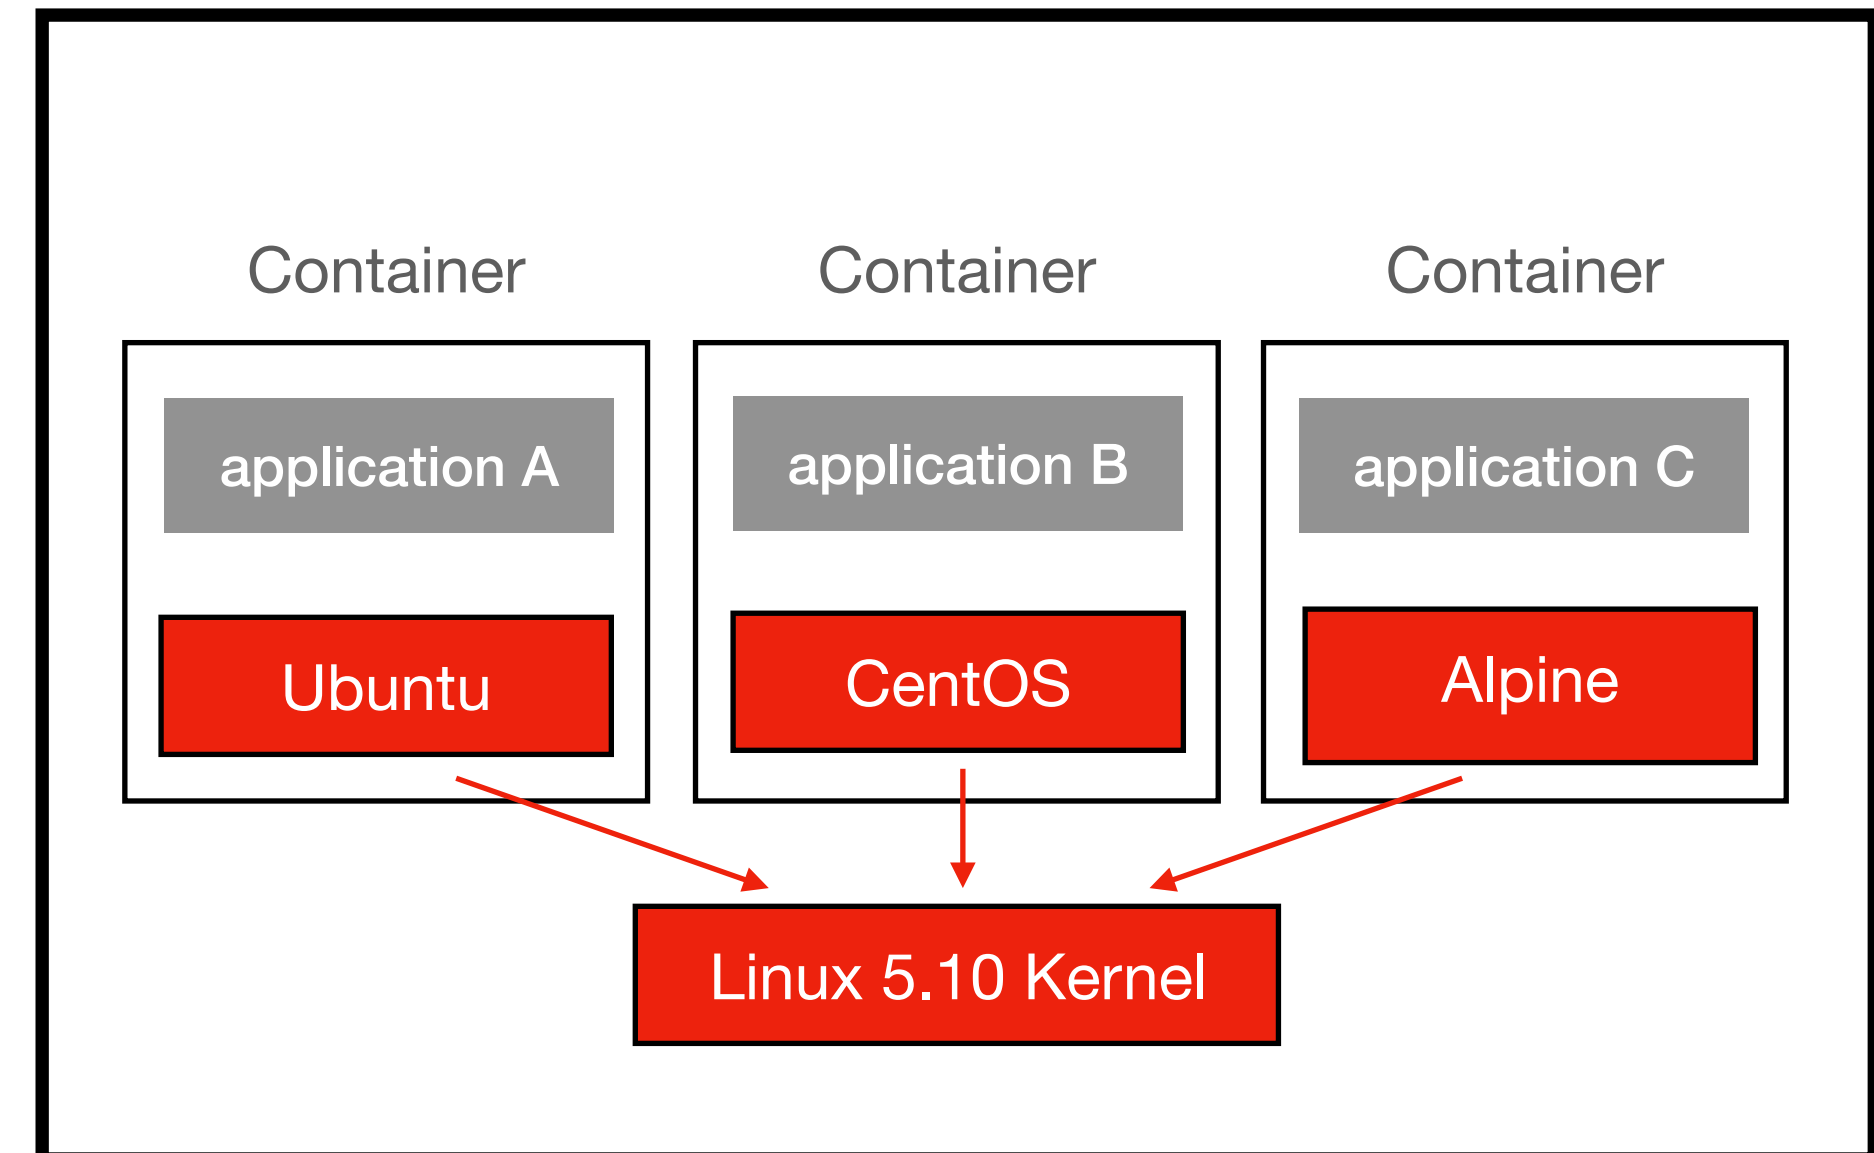 Container
Container
Container
application A
application B
application C
Ubuntu
CentOS
Alpine
Linux 5.10 Kernel